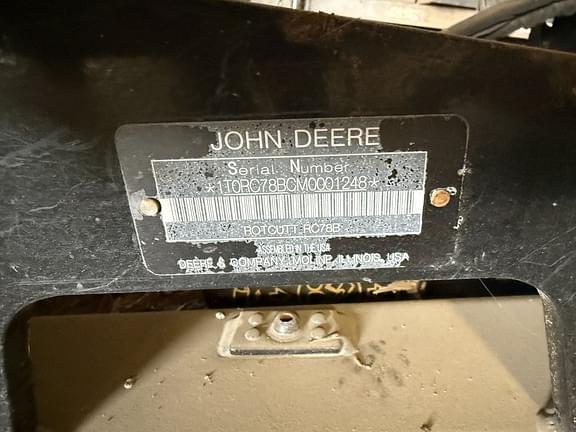 JOHN DEERE
Serial Number
*1T0RC78BCM0001248*
ROTCUTT RC78B
ASSEMBLED IN THE USA
DEERE & COMPANY MOLINE ILLINOIS USA